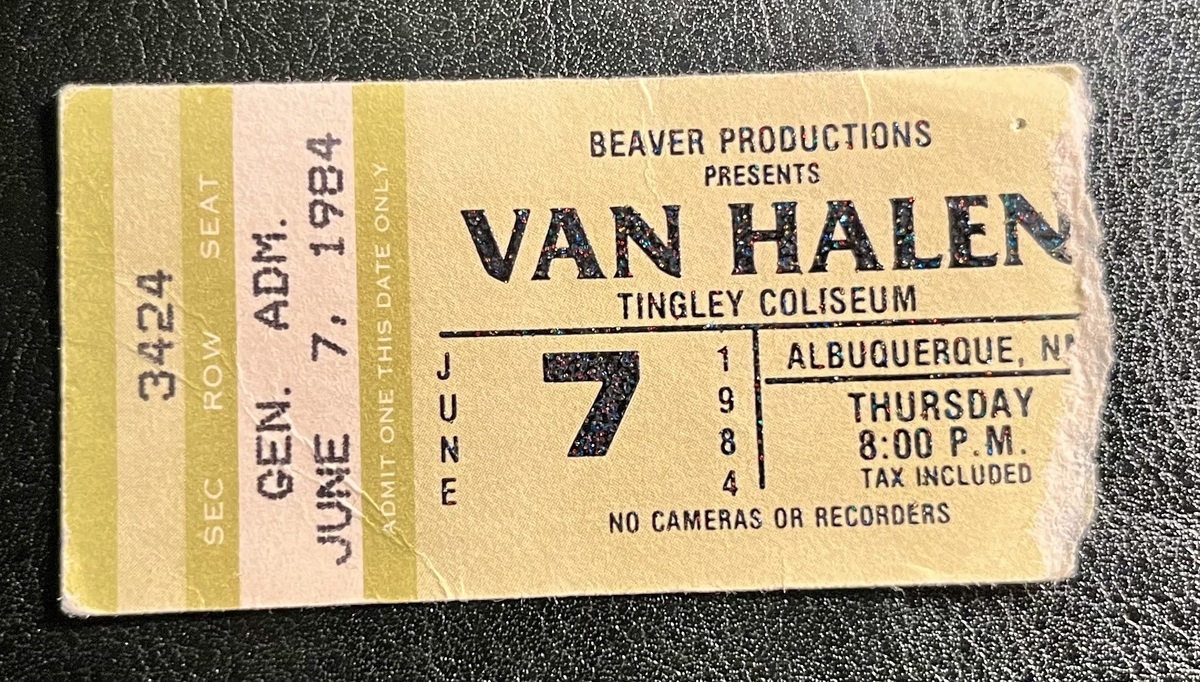 3424
SEC ROW SEAT
GEN. ADM.
JUNE 7, 1984
ADMIT ONE THIS DATE ONLY
BEAVER PRODUCTIONS
PRESENTS
VAN HALEN
TINGLEY COLISEUM
JUNE
7
1984
ALBUQUERQUE, NM
THURSDAY
8:00 P.M.
TAX INCLUDED
NO CAMERAS OR RECORDERS